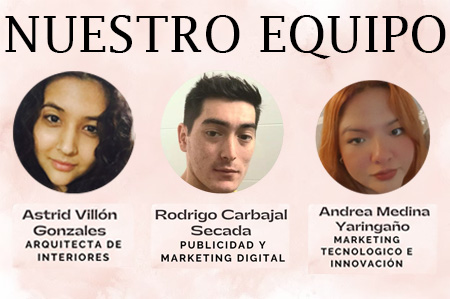 NUESTRO EQUIPO
Astrid Villón
Gonzales
ARQUITECTA DE
INTERIORES
Rodrigo Carbajal
Secada
PUBLICIDAD Y
MARKETING DIGITAL
Andrea Medina
Yaringaño
MARKETING
TECNOLOGICO E
INNOVACIÓN